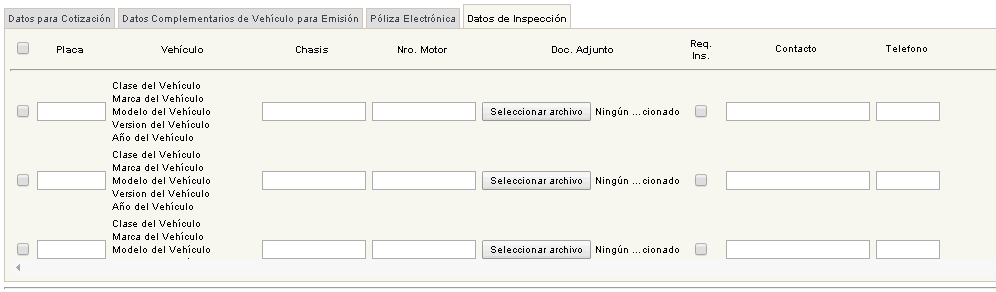 Datos para Cotización
Datos Complementarios de Vehículo para Emisión
Póliza Electrónica
Datos de Inspección
Placa
Vehículo
Chasis
Nro. Motor
Doc. Adjunto
Req.
Ins.
Contacto
Telefono
Clase del Vehículo
Marca del Vehículo
Modelo del Vehículo
Version del Vehículo
Año del Vehículo
Seleccionar archivo
Ningún ...cionado
Clase del Vehículo
Marca del Vehículo
Modelo del Vehículo
Version del Vehículo
Año del Vehículo
Seleccionar archivo
Ningún ...cionado
Clase del Vehículo
Marca del Vehículo
Modelo del Vehículo
Seleccionar archivo
Ningún ...cionado